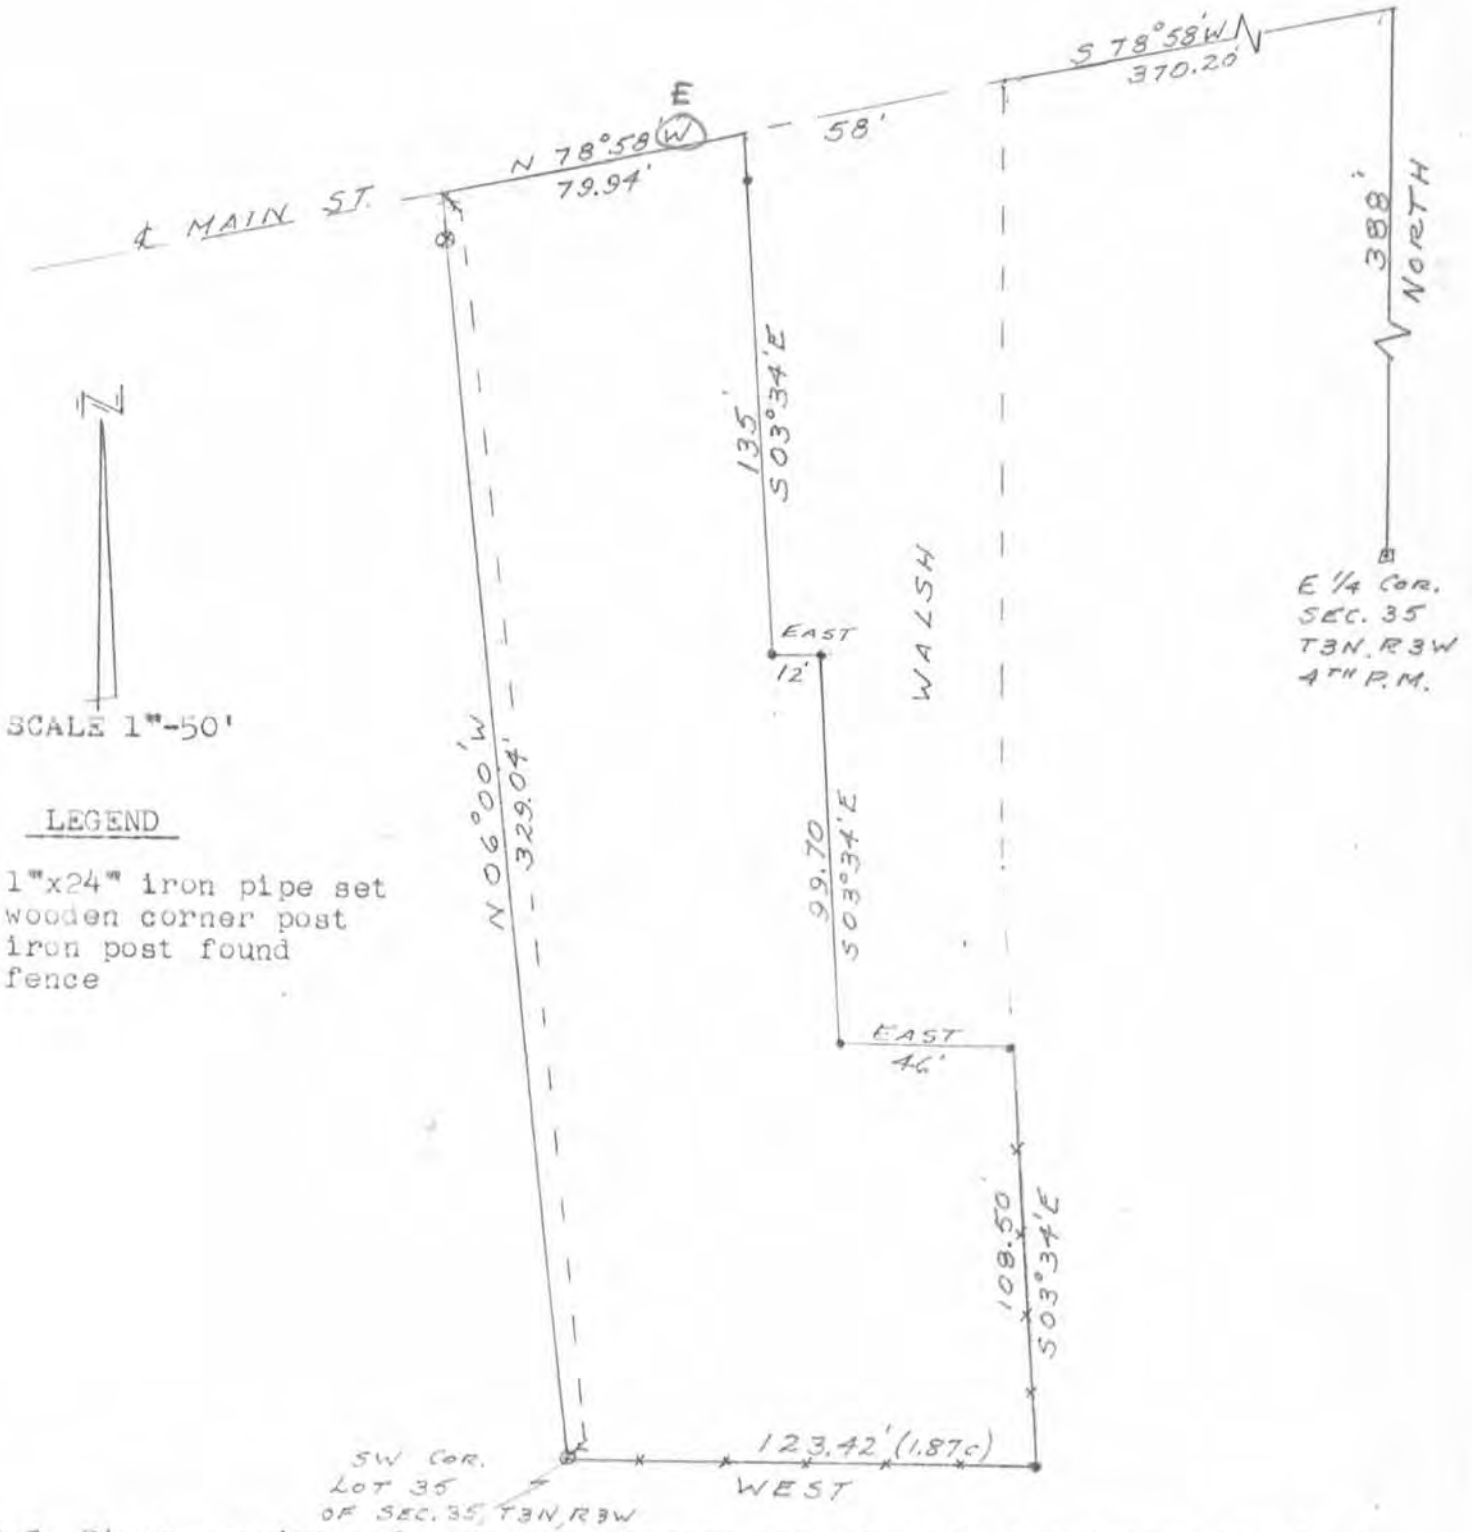 S 78°58'W
370.20'
E
N 78°58'W
79.94'
58'
℄ MAIN ST.
388'
NORTH
135'
S 03°34'E
N
SCALE 1"-50'
E 1/4 COR.
SEC. 35
T3N, R3W
4TH P.M.
EAST
12'
WALSH
N 06°00'W
329.04'
LEGEND
1"x24" iron pipe set
wooden corner post
iron post found
fence
99.70
S 03°34'E
EAST
46'
108.50'
S 03°34'E
123.42' (1.87c)
WEST
SW COR.
LOT 35
OF SEC. 35, T3N, R3W